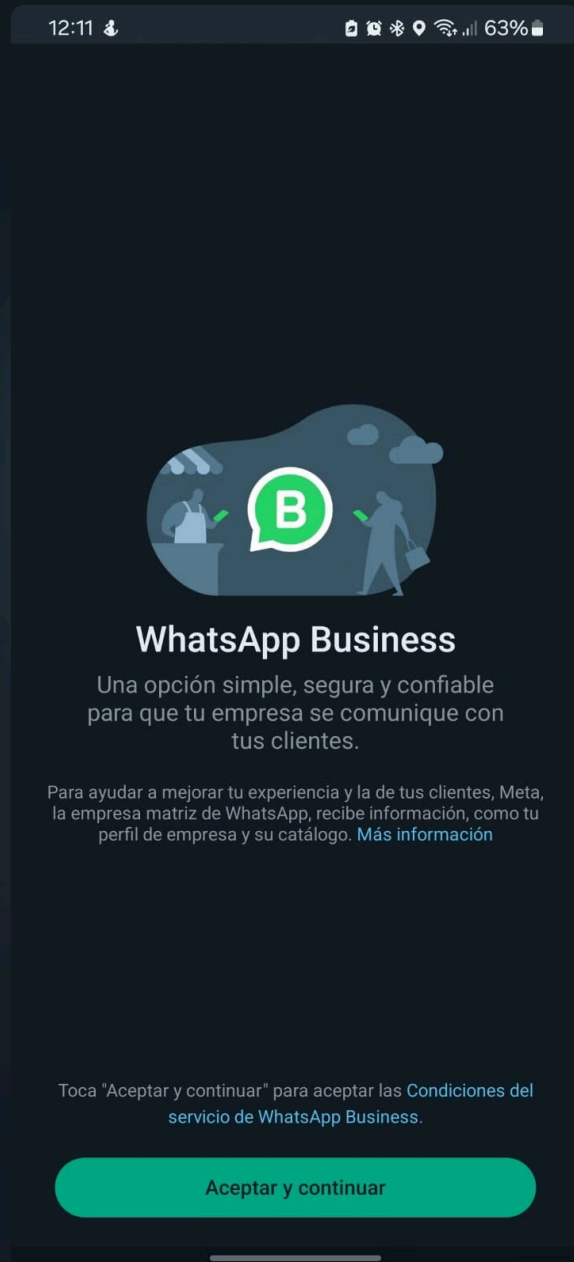 12:11
63%
B
WhatsApp Business
Una opción simple, segura y confiable
para que tu empresa se comunique con
tus clientes.
Para ayudar a mejorar tu experiencia y la de tus clientes, Meta,
la empresa matriz de WhatsApp, recibe información, como tu
perfil de empresa y su catálogo. Más información
Toca "Aceptar y continuar" para aceptar las Condiciones del
servicio de WhatsApp Business.
Aceptar y continuar